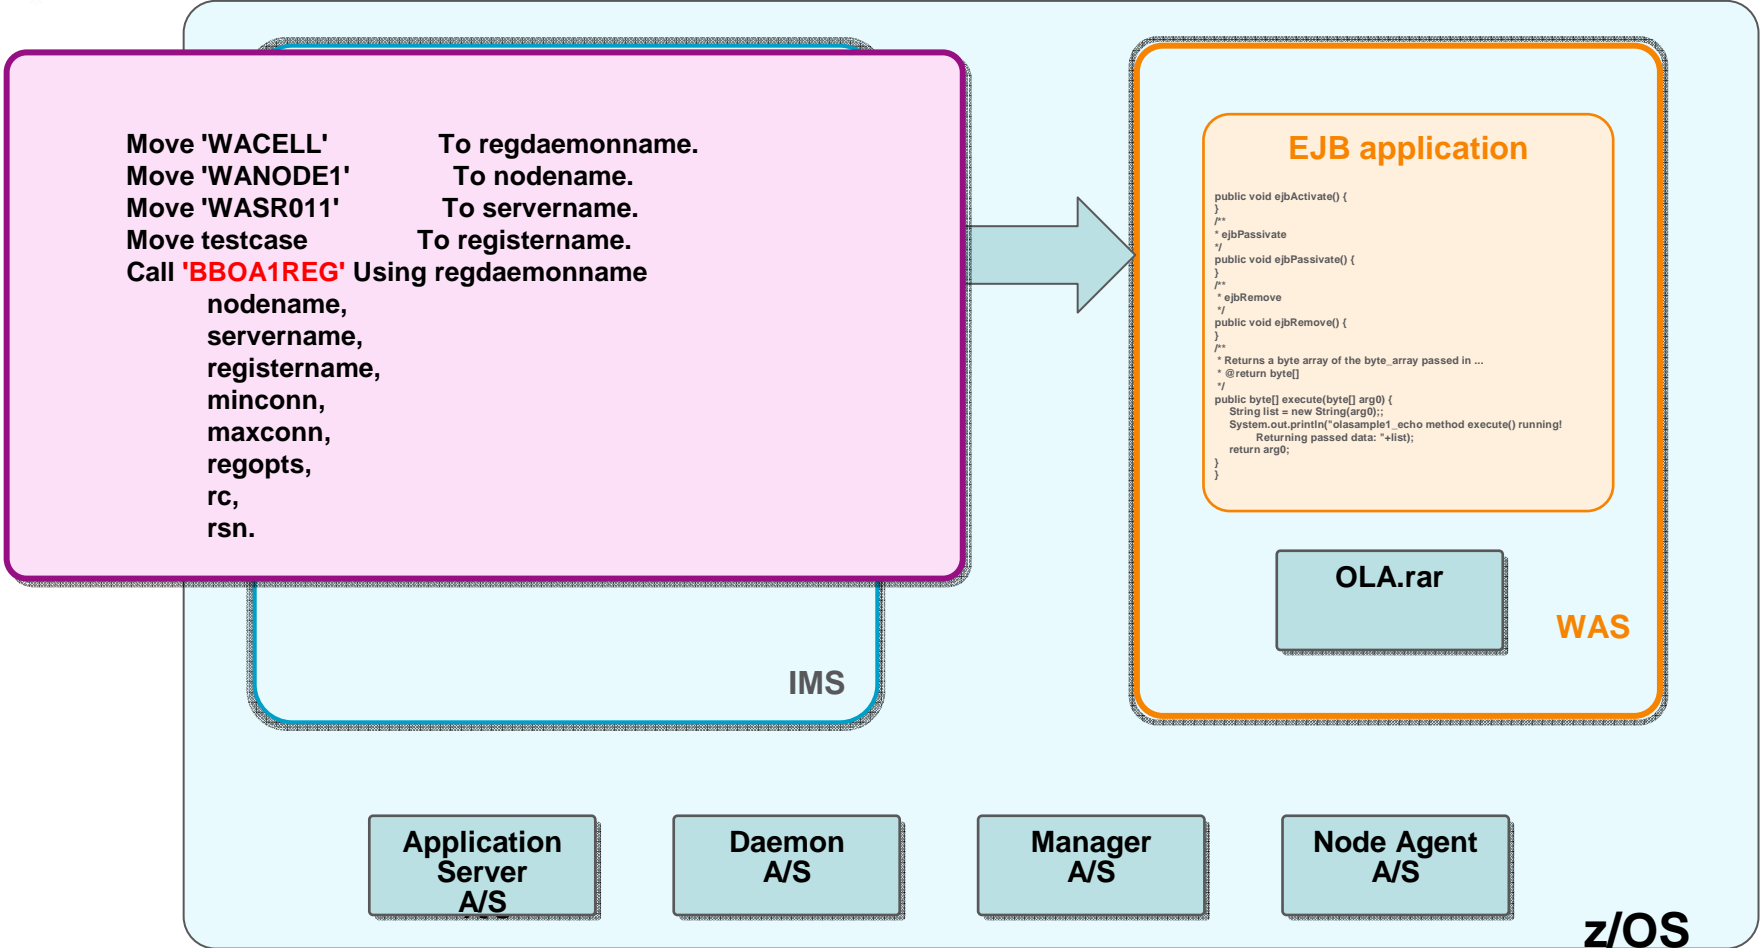 Move 'WACELL' To regdaemonname.
Move 'WANODE1' To nodename.
Move 'WASR011' To servername.
Move testcase To registername.
Call 'BBOA1REG' Using regdaemonname
nodename,
servername,
registername,
minconn,
maxconn,
regopts,
rc,
rsn.
IMS
EJB application
public void ejbActivate() {
}
/**
* ejbPassivate
*/
public void ejbPassivate() {
}
/**
* ejbRemove
*/
public void ejbRemove() {
}
/**
* Returns a byte array of the byte_array passed in ...
* @return byte[]
*/
public byte[] execute(byte[] arg0) {
String list = new String(arg0);;
System.out.println("olasample1_echo method execute() running!
Returning passed data: "+list);
return arg0;
}
}
OLA.rar
WAS
Application
Server
A/S
Daemon
A/S
Manager
A/S
Node Agent
A/S
z/OS